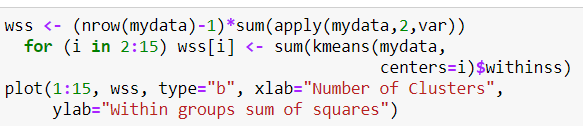 wss <- (nrow(mydata)-1)*sum(apply(mydata,2,var))
  for (i in 2:15) wss[i] <- sum(kmeans(mydata,
                                       centers=i)$withinss)
plot(1:15, wss, type="b", xlab="Number of Clusters",
     ylab="Within groups sum of squares")